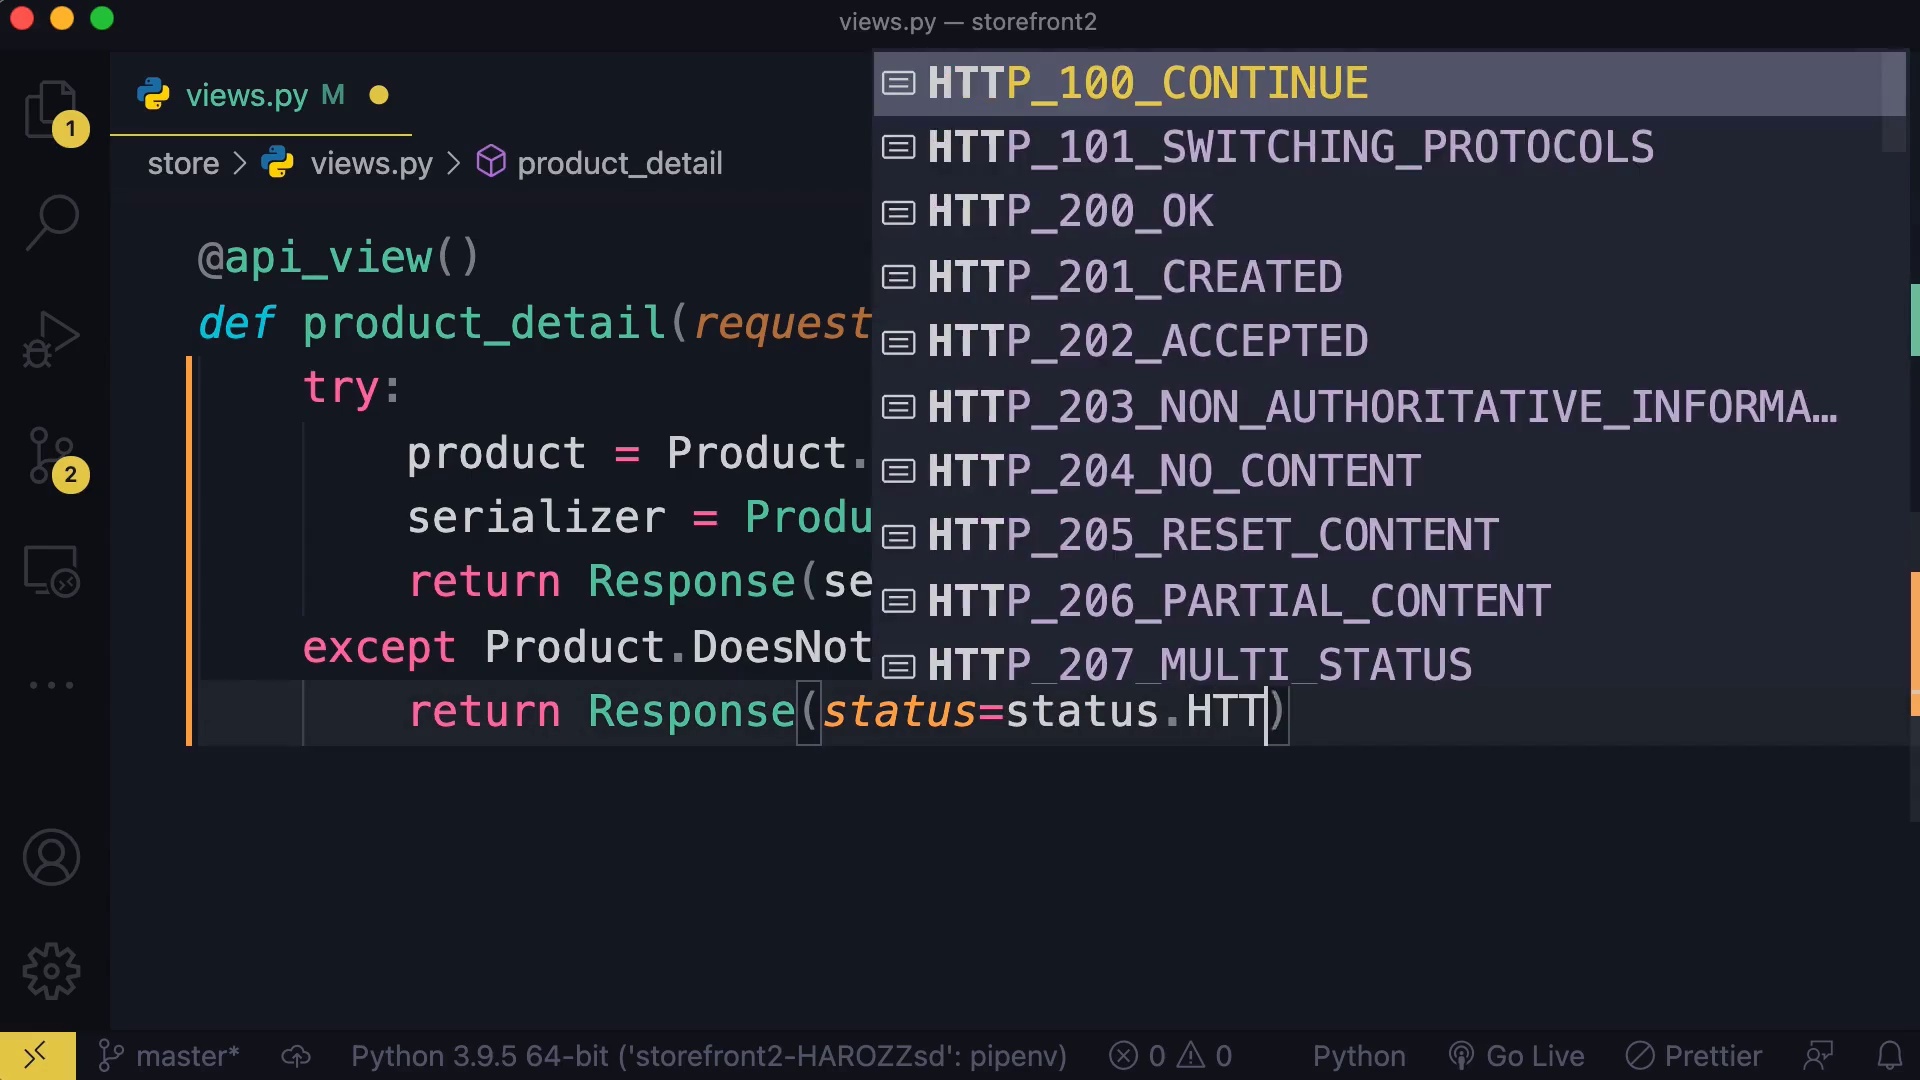 views.py — storefront2
views.py M
1
store > views.py > product_detail
@api_view()
def product_detail(request
try:
product = Product.
serializer = Produ
return Response(se
except Product.DoesNot
return Response(status=status.HTT)
HTTP_100_CONTINUE
HTTP_101_SWITCHING_PROTOCOLS
HTTP_200_OK
HTTP_201_CREATED
HTTP_202_ACCEPTED
HTTP_203_NON_AUTHORITATIVE_INFORMA…
HTTP_204_NO_CONTENT
HTTP_205_RESET_CONTENT
HTTP_206_PARTIAL_CONTENT
HTTP_207_MULTI_STATUS
2
master* Python 3.9.5 64-bit ('storefront2-HAROZZsd': pipenv) 0 0 Python Go Live Prettier